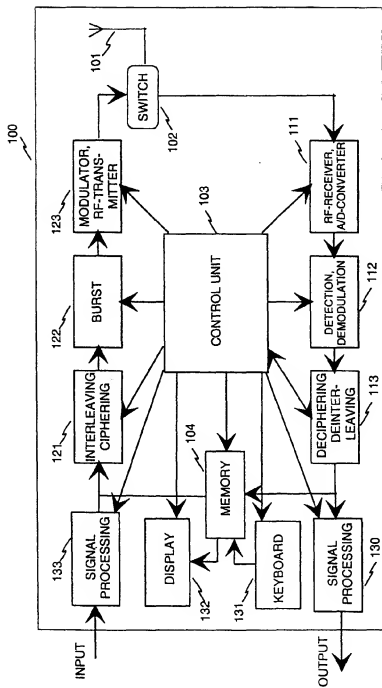 100
INPUT
133
SIGNAL
PROCESSING
121
INTERLEAVING
CIPHERING
122
BURST
123
MODULATOR,
RF-TRANS-
MITTER
101
SWITCH
102
DISPLAY
132
104
MEMORY
131
KEYBOARD
103
CONTROL UNIT
OUTPUT
SIGNAL
PROCESSING
130
DECIPHERING
DEINTER-
LEAVING
113
DETECTION,
DEMODULATION
112
111
RF-RECEIVER,
A/D-CONVERTER